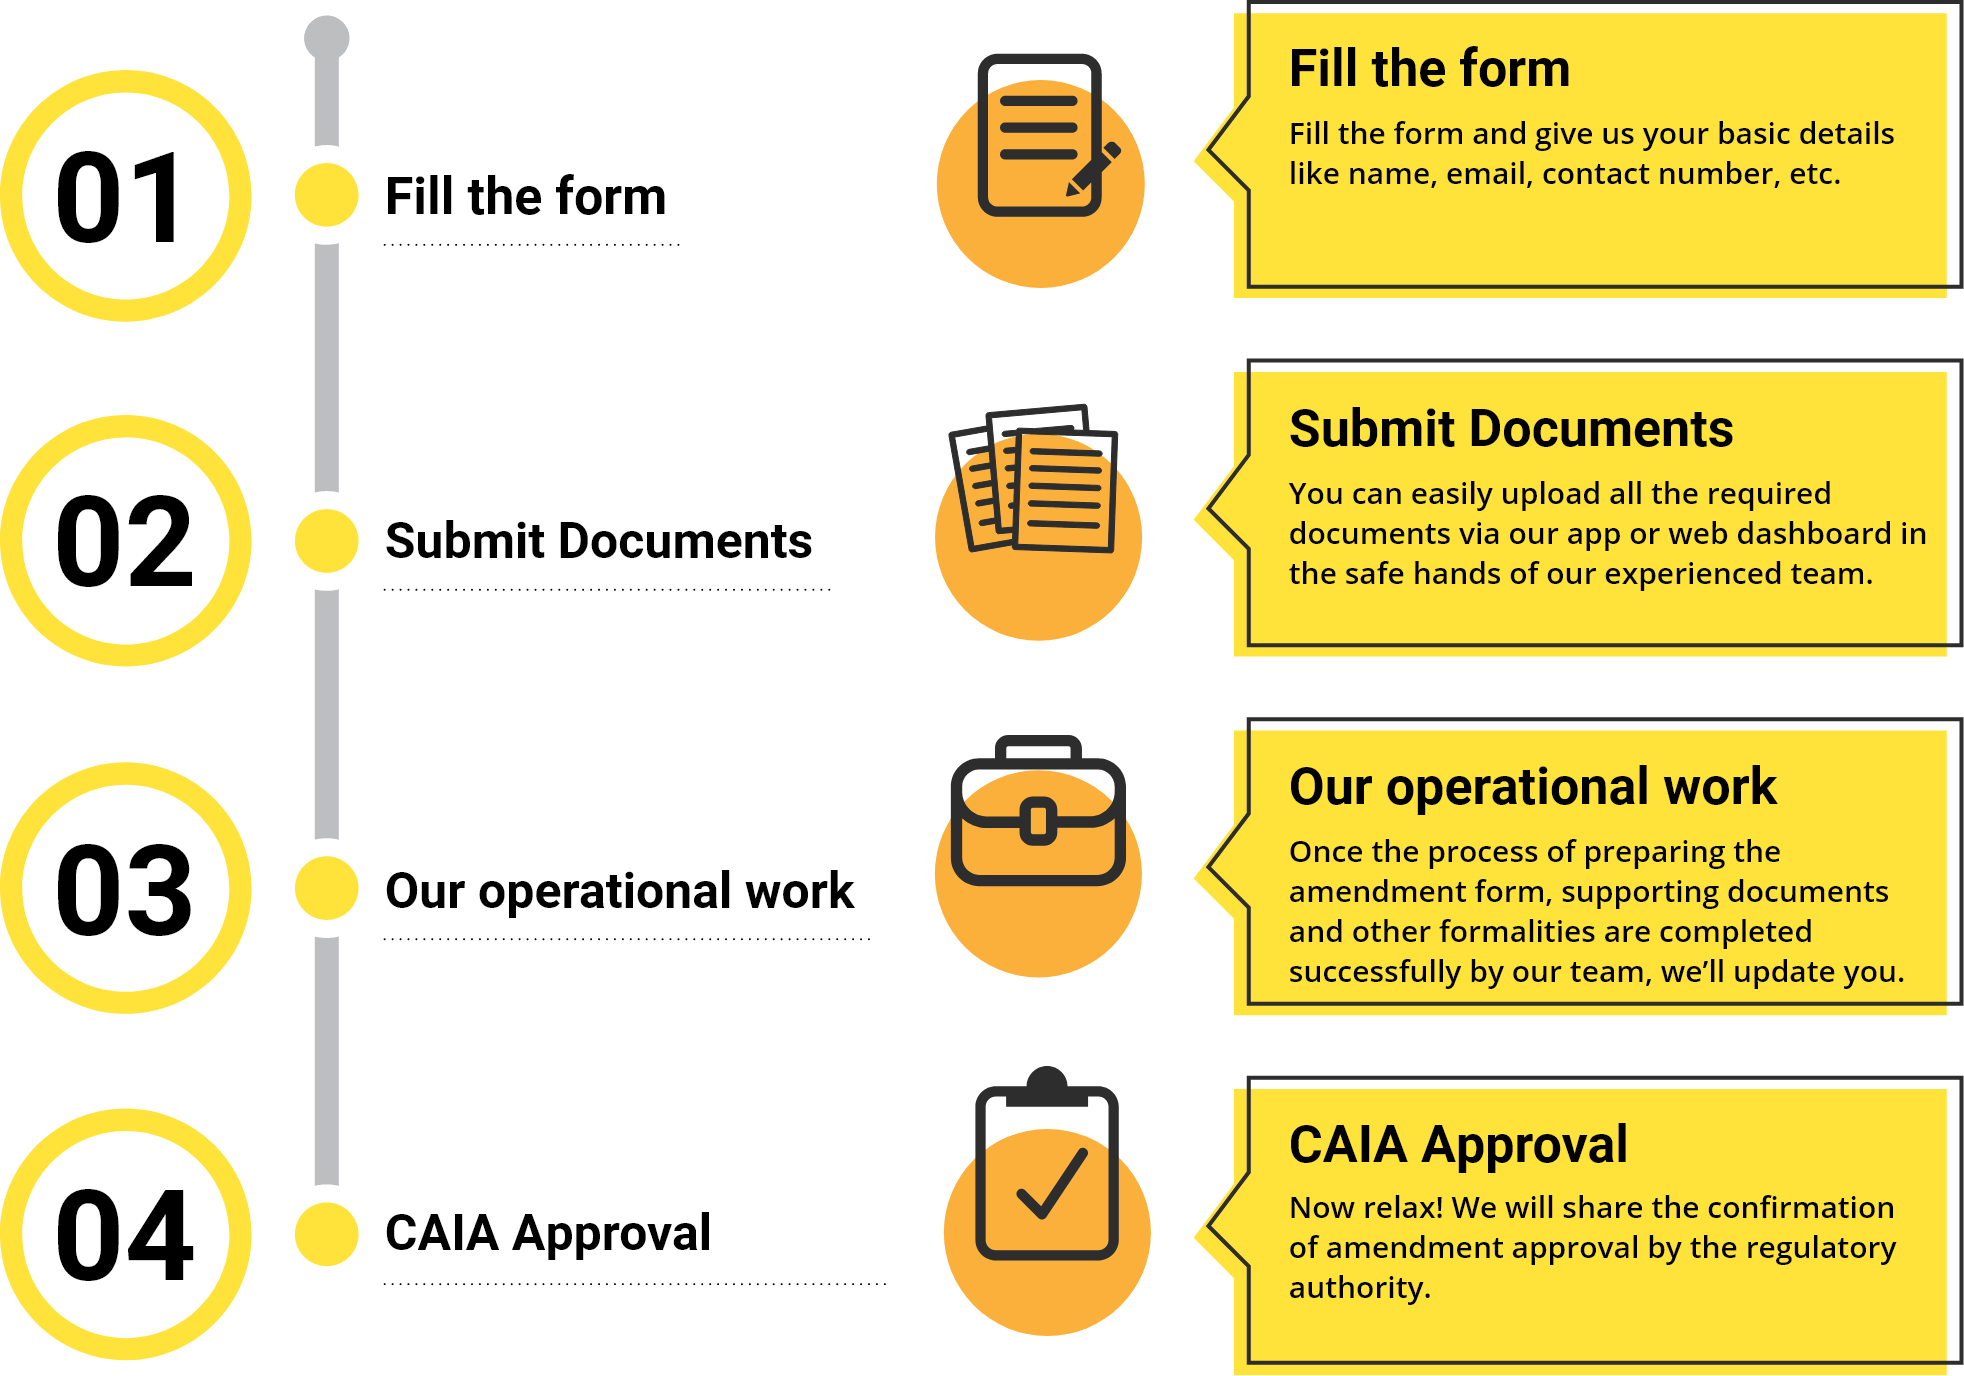 01
Fill the form
Fill the form
Fill the form and give us your basic details
like name, email, contact number, etc.
02
Submit Documents
Submit Documents
You can easily upload all the required
documents via our app or web dashboard in
the safe hands of our experienced team.
03
Our operational work
Our operational work
Once the process of preparing the
amendment form, supporting documents
and other formalities are completed
successfully by our team, we’ll update you.
04
CAIA Approval
CAIA Approval
Now relax! We will share the confirmation
of amendment approval by the regulatory
authority.